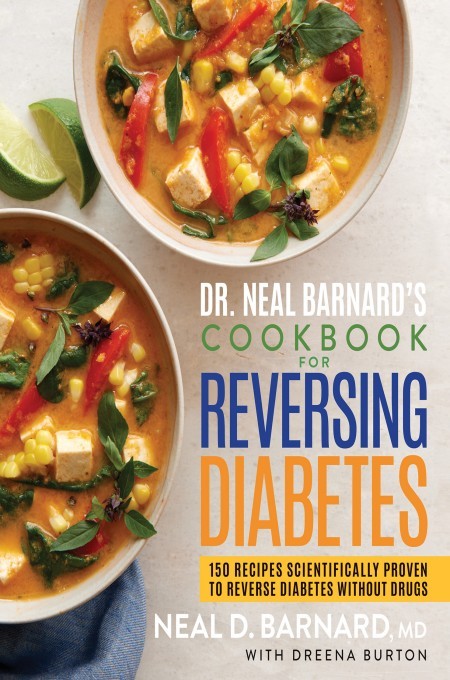 DR. NEAL BARNARD'S
COOKBOOK
FOR
REVERSING
DIABETES
150 RECIPES SCIENTIFICALLY PROVEN
TO REVERSE DIABETES WITHOUT DRUGS
NEAL D. BARNARD, MD
WITH DREENA BURTON